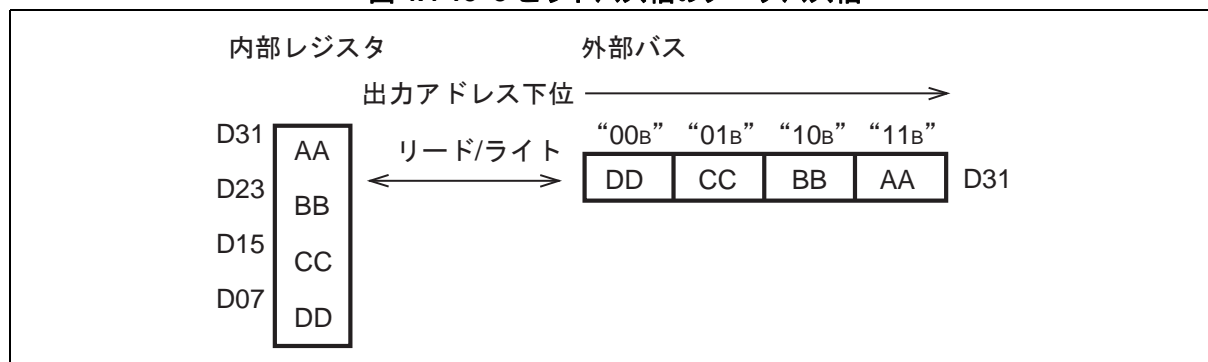 内部レジスタ 外部バス
出力アドレス下位
D31 AA リード/ライト “00B” “01B” “10B” “11B”
DD CC BB AA D31
D23 BB
D15 CC
D07 DD